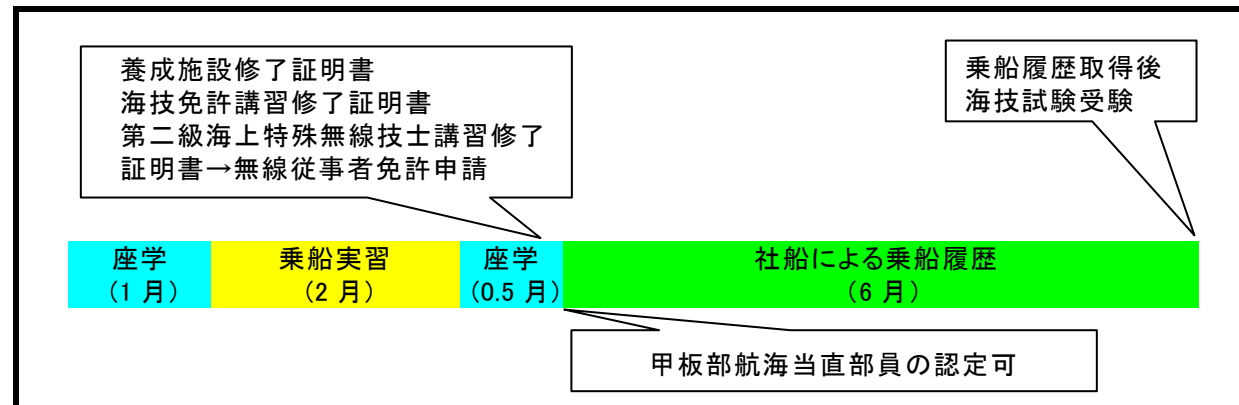 養成施設修了証明書
海技免許講習修了証明書
第二級海上特殊無線技士講習修了
証明書→無線従事者免許申請
乗船履歴取得後
海技試験受験
座学
(1 月)
乗船実習
(2 月)
座学
(0.5 月)
社船による乗船履歴
(6 月)
甲板部航海当直部員の認定可